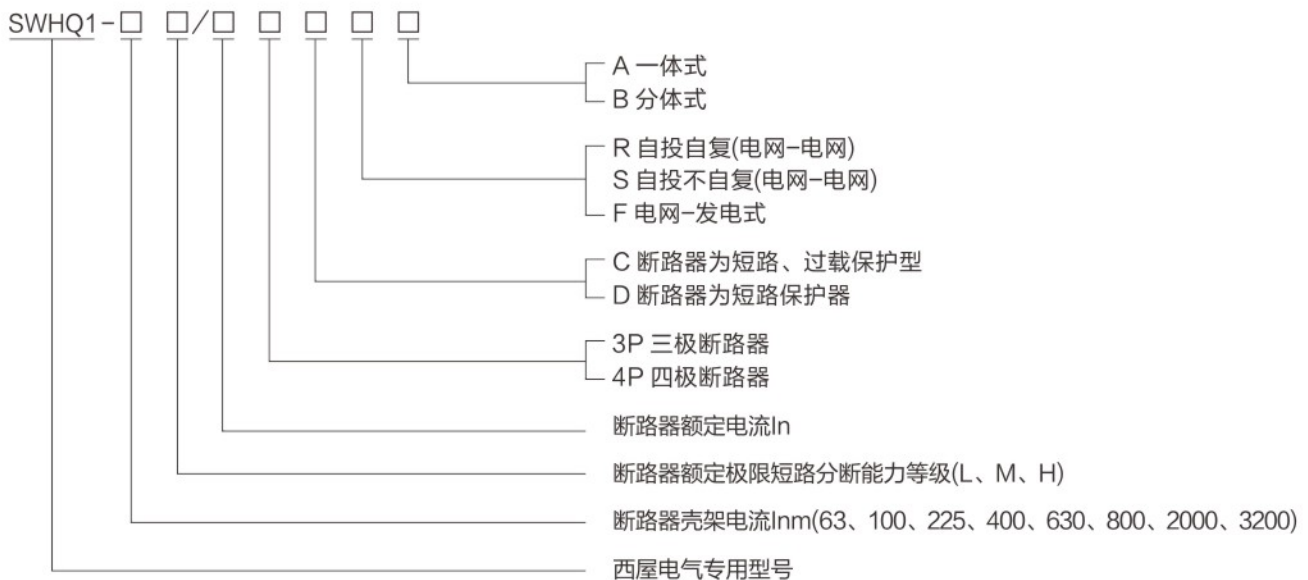 SWHQ1-□ □/□ □ □ □ □
A 一体式
B 分体式
R 自投自复(电网-电网)
S 自投不自复(电网-电网)
F 电网-发电式
C 断路器为短路、过载保护型
D 断路器为短路保护器
3P 三极断路器
4P 四极断路器
断路器额定电流In
断路器额定极限短路分断能力等级(L、M、H)
断路器壳架电流Inm(63、100、225、400、630、800、2000、3200)
西屋电气专用型号